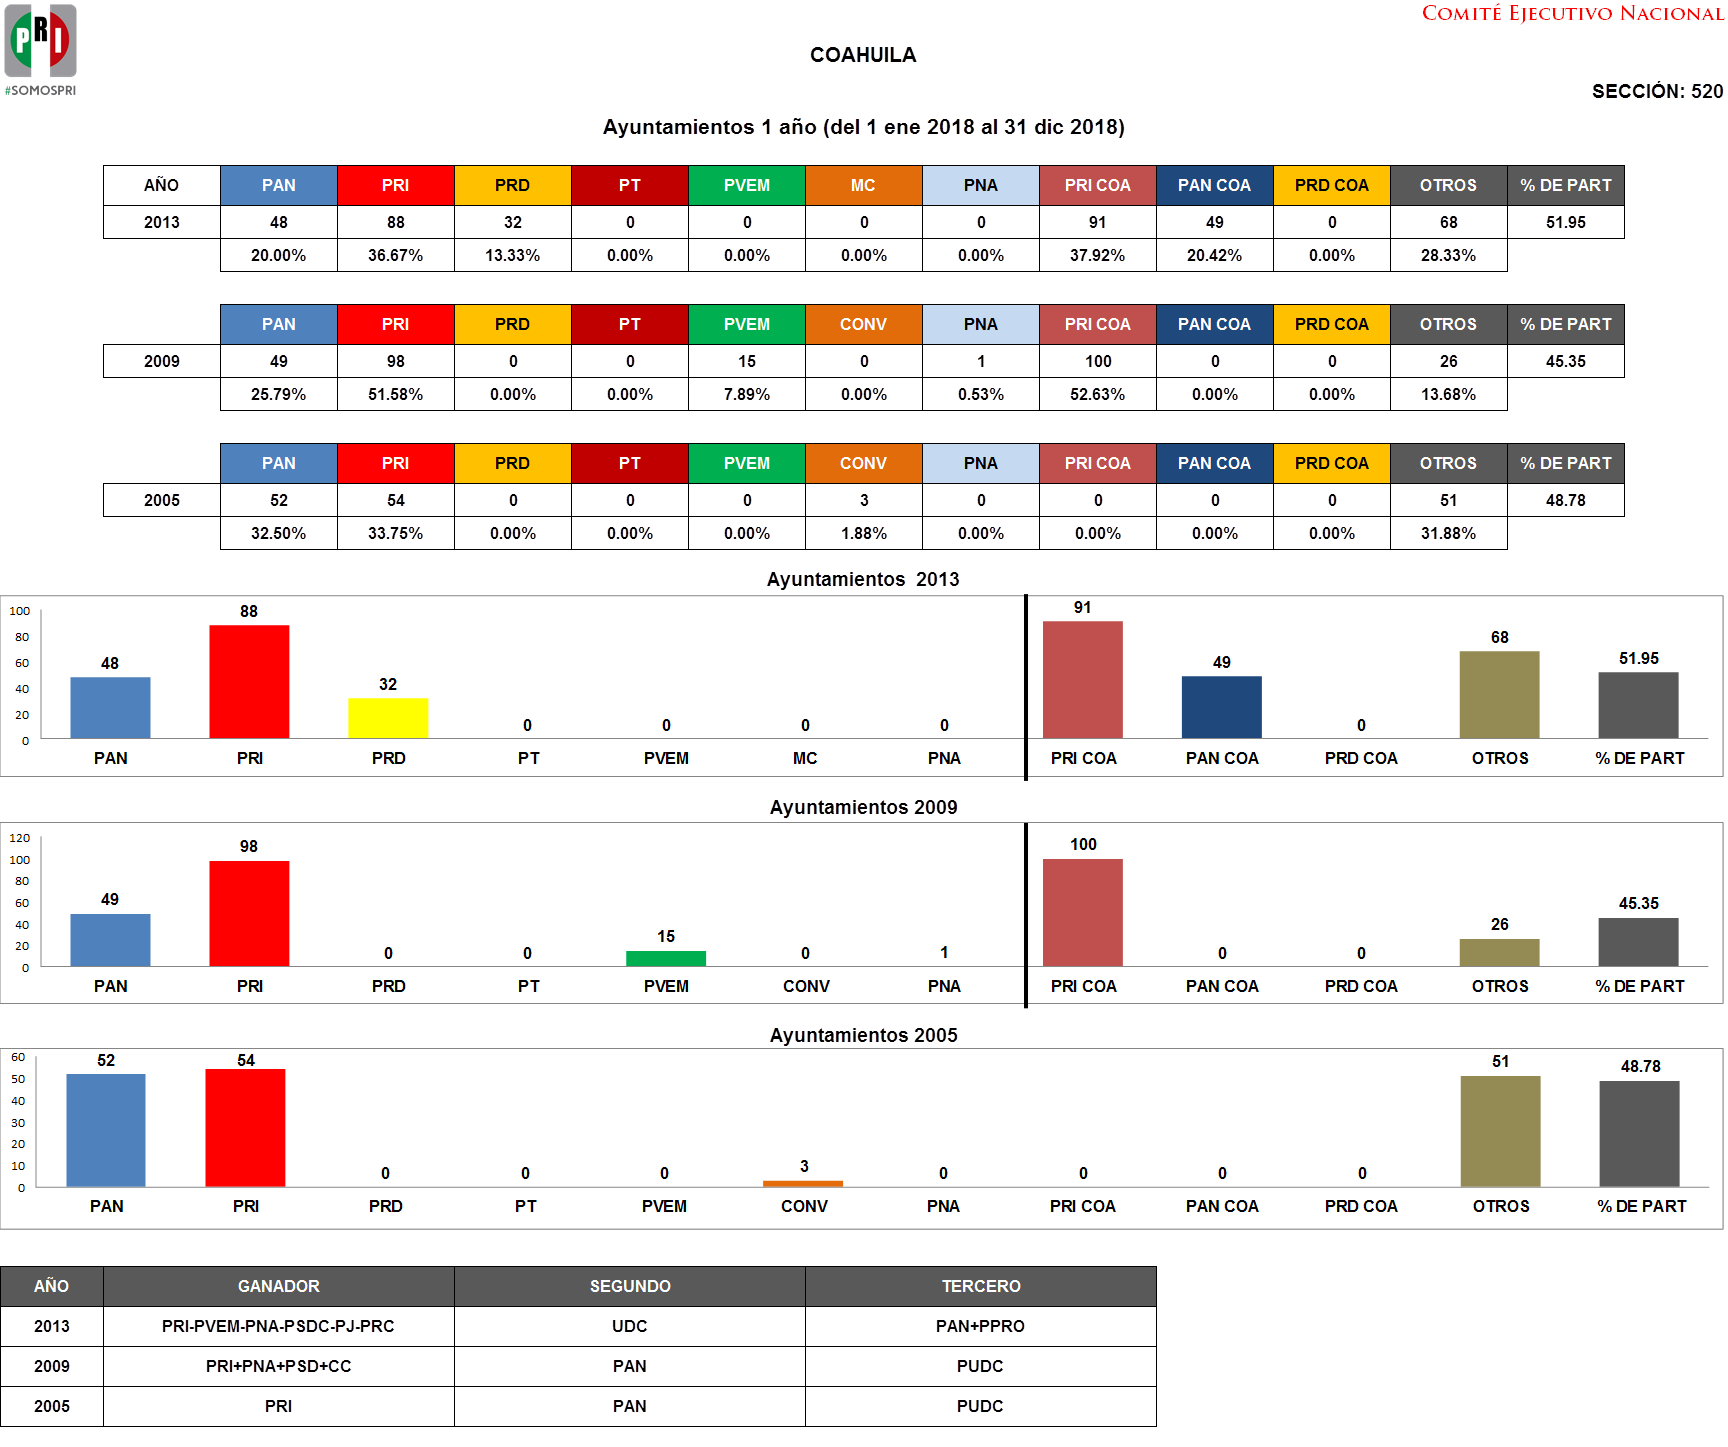 PRI
#SOMOSPRI
COMITÉ EJECUTIVO NACIONAL
COAHUILA
SECCIÓN: 520
Ayuntamientos 1 año (del 1 ene 2018 al 31 dic 2018)
AÑO PAN PRI PRD PT PVEM MC PNA PRI COA PAN COA PRD COA OTROS % DE PART
2013 48 88 32 0 0 0 0 91 49 0 68 51.95
20.00% 36.67% 13.33% 0.00% 0.00% 0.00% 0.00% 37.92% 20.42% 0.00% 28.33%
PAN PRI PRD PT PVEM CONV PNA PRI COA PAN COA PRD COA OTROS % DE PART
2009 49 98 0 0 15 0 1 100 0 0 26 45.35
25.79% 51.58% 0.00% 0.00% 7.89% 0.00% 0.53% 52.63% 0.00% 0.00% 13.68%
PAN PRI PRD PT PVEM CONV PNA PRI COA PAN COA PRD COA OTROS % DE PART
2005 52 54 0 0 0 3 0 0 0 0 51 48.78
32.50% 33.75% 0.00% 0.00% 0.00% 1.88% 0.00% 0.00% 0.00% 0.00% 31.88%
Ayuntamientos 2013
100
80
60
40
20
0
48 88 32 0 0 0 0 91 49 0 68 51.95
PAN PRI PRD PT PVEM MC PNA PRI COA PAN COA PRD COA OTROS % DE PART
Ayuntamientos 2009
120
100
80
60
40
20
0
49 98 0 0 15 0 1 100 0 0 26 45.35
PAN PRI PRD PT PVEM CONV PNA PRI COA PAN COA PRD COA OTROS % DE PART
Ayuntamientos 2005
60
50
40
30
20
10
0
52 54 0 0 0 3 0 0 0 0 51 48.78
PAN PRI PRD PT PVEM CONV PNA PRI COA PAN COA PRD COA OTROS % DE PART
AÑO GANADOR SEGUNDO TERCERO
2013 PRI-PVEM-PNA-PSDC-PJ-PRC UDC PAN+PPRO
2009 PRI+PNA+PSD+CC PAN PUDC
2005 PRI PAN PUDC